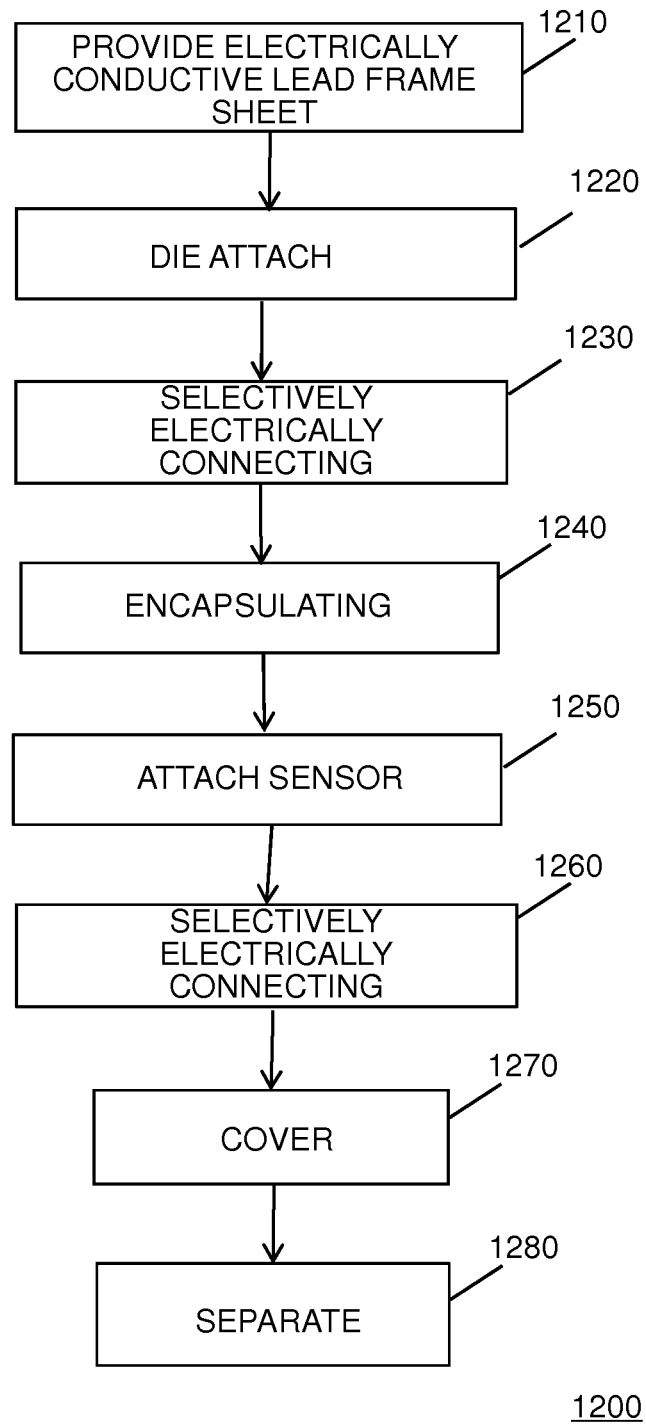 1210
PROVIDE ELECTRICALLY
CONDUCTIVE LEAD FRAME
SHEET
1220
DIE ATTACH
1230
SELECTIVELY
ELECTRICALLY
CONNECTING
1240
ENCAPSULATING
1250
ATTACH SENSOR
1260
SELECTIVELY
ELECTRICALLY
CONNECTING
1270
COVER
1280
SEPARATE
1200